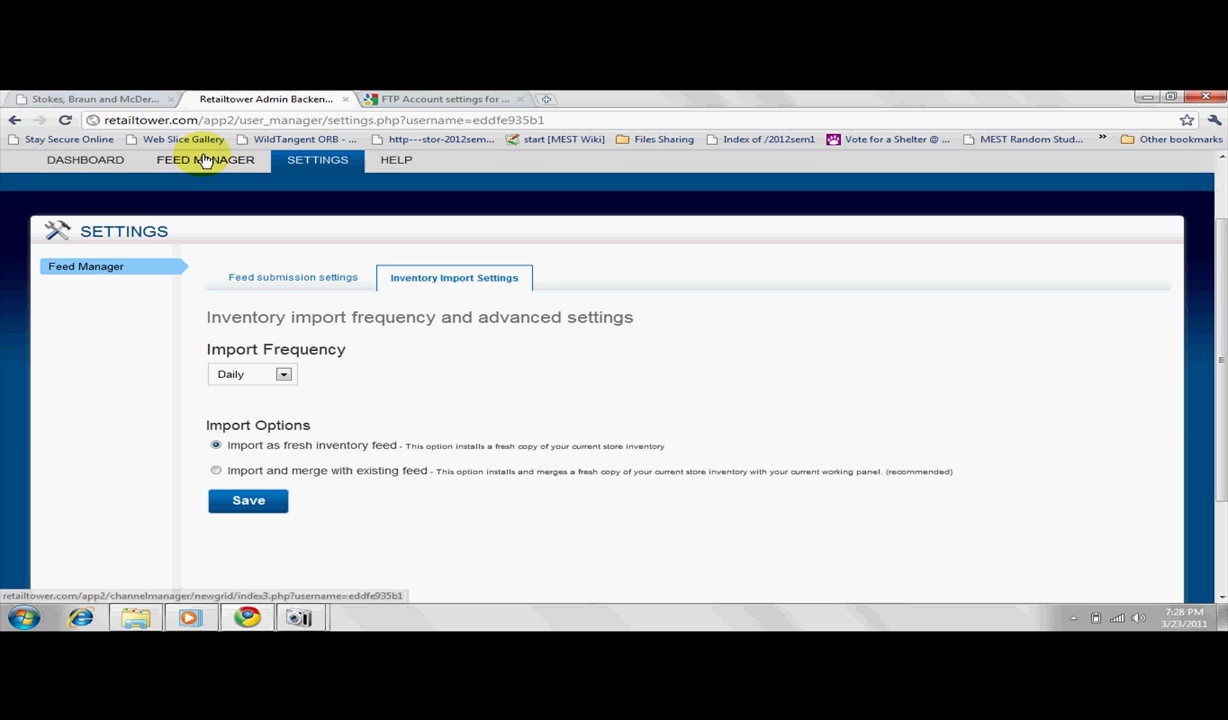 Stokes, Braun and McDer... Retailtower Admin Backen... FTP Account settings for ...
retailtower.com/app2/user_manager/settings.php?username=eddfe935b1
Stay Secure Online Web Slice Gallery WildTangent ORB - ... http---stor-2012sem... start [MEST Wiki] Files Sharing Index of /2012sem1 Vote for a Shelter @ ... MEST Random Stud... » Other bookmarks
DASHBOARD FEED MANAGER SETTINGS HELP
SETTINGS
Feed Manager
Feed submission settings Inventory Import Settings
Inventory import frequency and advanced settings
Import Frequency
Daily
Import Options
Import as fresh inventory feed - This option installs a fresh copy of your current store inventory
Import and merge with existing feed - This option installs and merges a fresh copy of your current store inventory with your current working panel. (recommended)
Save
retailtower.com/app2/channelmanager/newgrid/index3.php?username=eddfe935b1
7:28 PM
3/23/2011